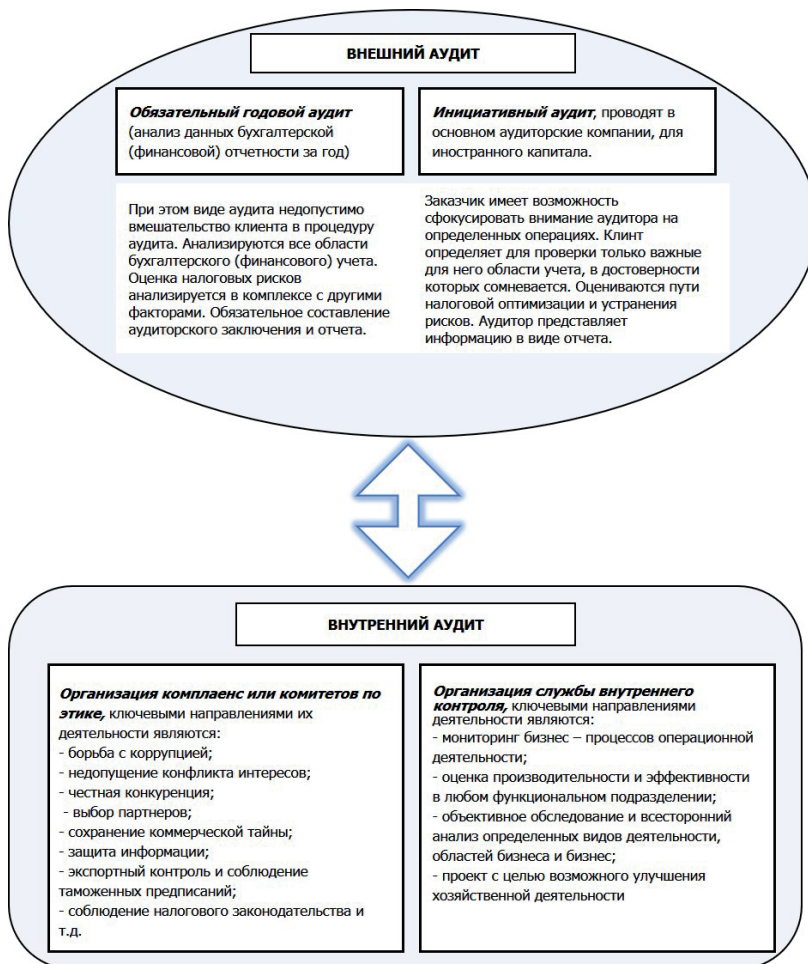 ВНЕШНИЙ АУДИТ
Обязательный годовой аудит
(анализ данных бухгалтерской
(финансовой) отчетности за год)
Инициативный аудит, проводят в
основном аудиторские компании, для
иностранного капитала.
При этом виде аудита недопустимо
вмешательство клиента в процедуру
аудита. Анализируются все области
бухгалтерского (финансового) учета.
Оценка налоговых рисков
анализируется в комплексе с другими
факторами. Обязательное составление
аудиторского заключения и отчета.
Заказчик имеет возможность
сфокусировать внимание аудитора на
определенных операциях. Клинт
определяет для проверки только важные
для него области учета, в достоверности
которых сомневается. Оцениваются пути
налоговой оптимизации и устранения
рисков. Аудитор представляет
информацию в виде отчета.
ВНУТРЕННИЙ АУДИТ
Организация комплаенс или комитетов по
этике, ключевыми направлениями их
деятельности являются:
- борьба с коррупцией;
- недопущение конфликта интересов;
- честная конкуренция;
- выбор партнеров;
- сохранение коммерческой тайны;
- защита информации;
- экспортный контроль и соблюдение
таможенных предписаний;
- соблюдение налогового законодательства и
т.д.
Организация службы внутреннего
контроля, ключевыми направлениями
деятельности являются:
- мониторинг бизнес – процессов операционной
деятельности;
- оценка производительности и эффективности
в любом функциональном подразделении;
- объективное обследование и всесторонний
анализ определенных видов деятельности,
областей бизнеса и бизнес;
- проект с целью возможного улучшения
хозяйственной деятельности